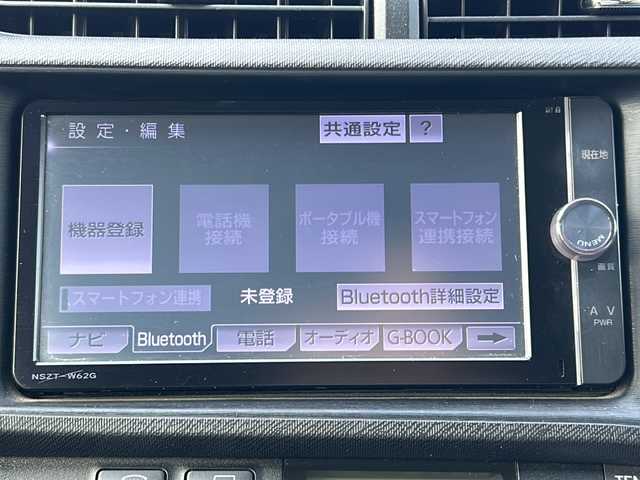 設定・編集
共通設定
?
現在地
機器登録
電話機
接続
ポータブル機
接続
スマートフォン
連携接続
MENU
画質
スマートフォン連携
未登録
Bluetooth詳細設定
A V
PWR
ナビ
Bluetooth
電話
オーディオ
G-BOOK
NSZT-W62G